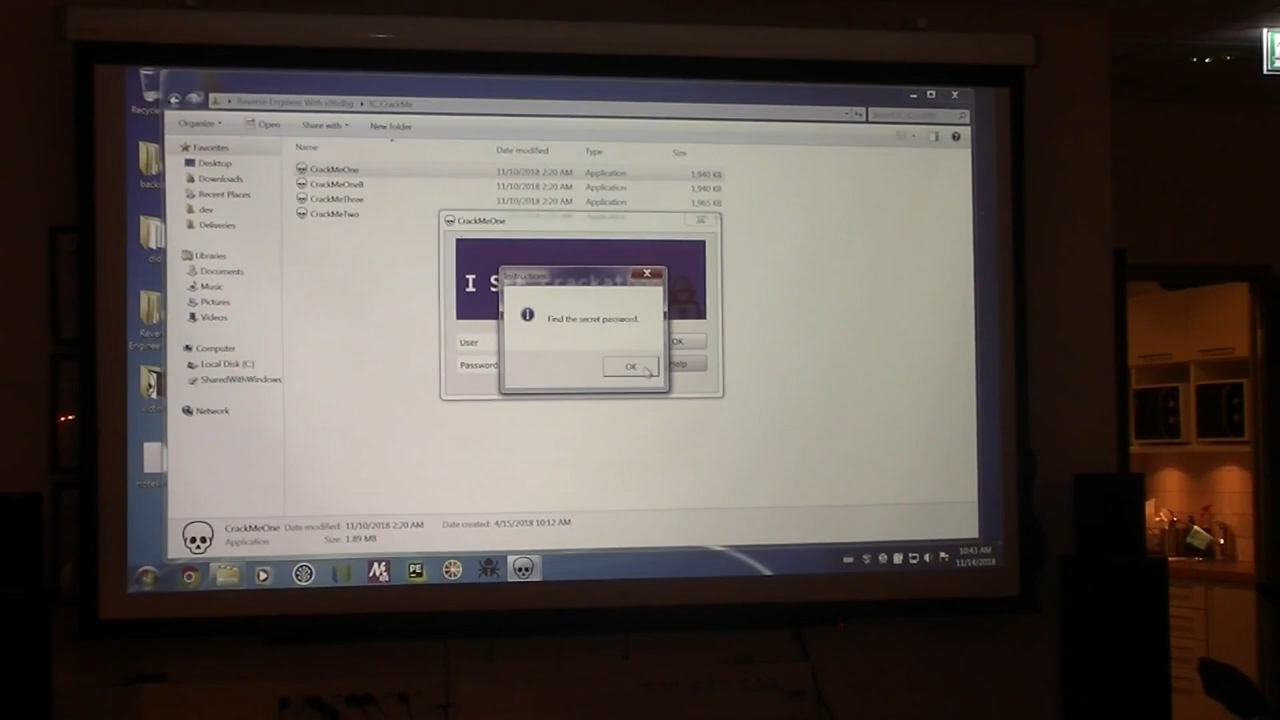 Reverse Engineer With x64dbg ▸ IC CrackMe
Organize
Open
Share with
New folder
Name
Date modified
Type
Size
Favorites
Desktop
Downloads
Recent Places
dev
Deliveries
Libraries
Documents
Music
Pictures
Videos
Computer
Local Disk (C:)
SharedWithWindows
Network
CrackMeOne 11/10/2018 2:20 AM Application 1,940 KB
CrackMeOneB 11/10/2018 2:20 AM Application 1,940 KB
CrackMeThree 11/10/2018 2:20 AM Application 1,965 KB
CrackMeTwo
CrackMeOne
Instructions
Find the secret password.
OK
User
OK
Password
Help
CrackMeOne Date modified: 11/10/2018 2:20 AM Date created: 4/15/2018 10:12 AM
Application Size: 1.89 MB
PE
10:43 AM
11/14/2018